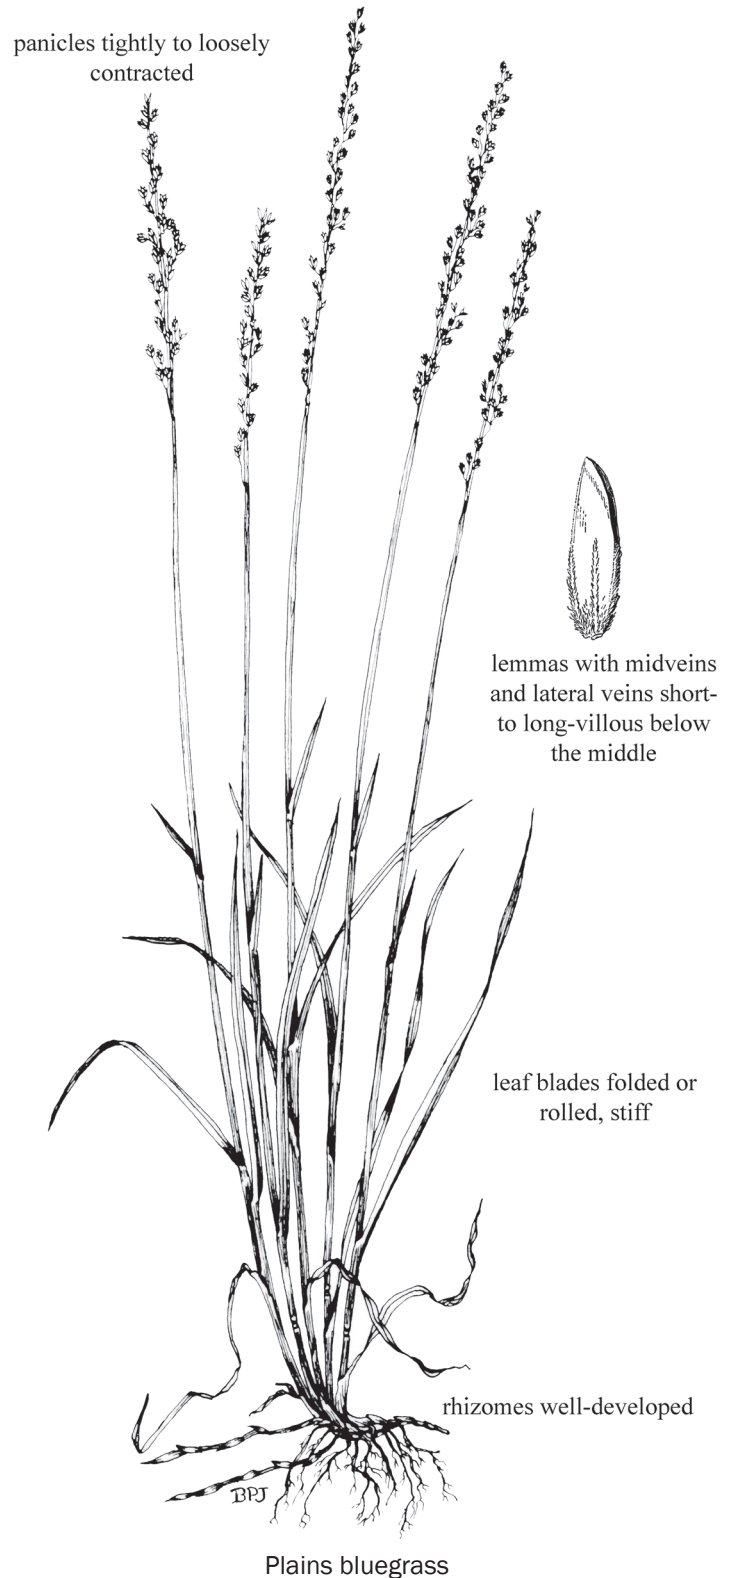 panicles tightly to loosely
contracted
lemmas with midveins
and lateral veins short-
to long-villous below
the middle
leaf blades folded or
rolled, stiff
rhizomes well-developed
BPJ
Plains bluegrass